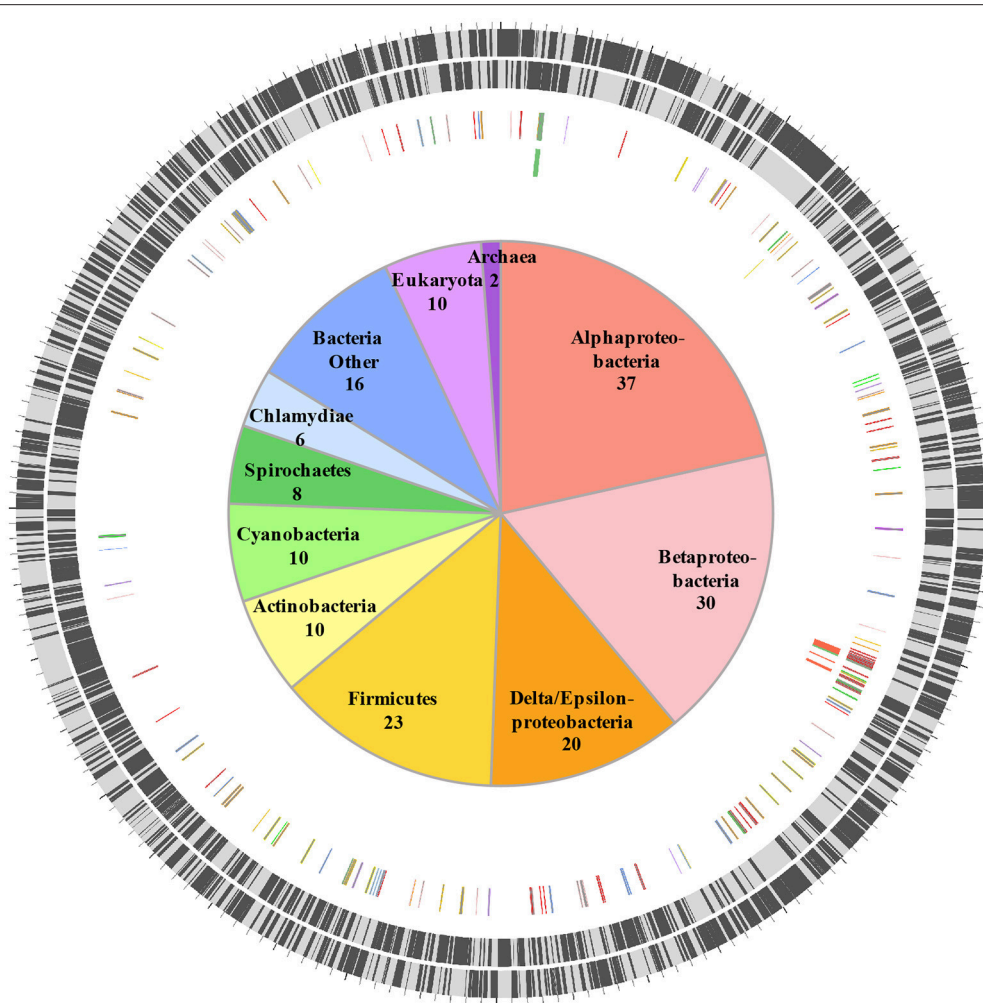 Archaea
2
Eukaryota
10
Alphaproteo-
bacteria
37
Bacteria
Other
16
Chlamydiae
6
Spirochaetes
8
Cyanobacteria
10
Betaproteo-
bacteria
30
Actinobacteria
10
Firmicutes
23
Delta/Epsilon-
proteobacteria
20